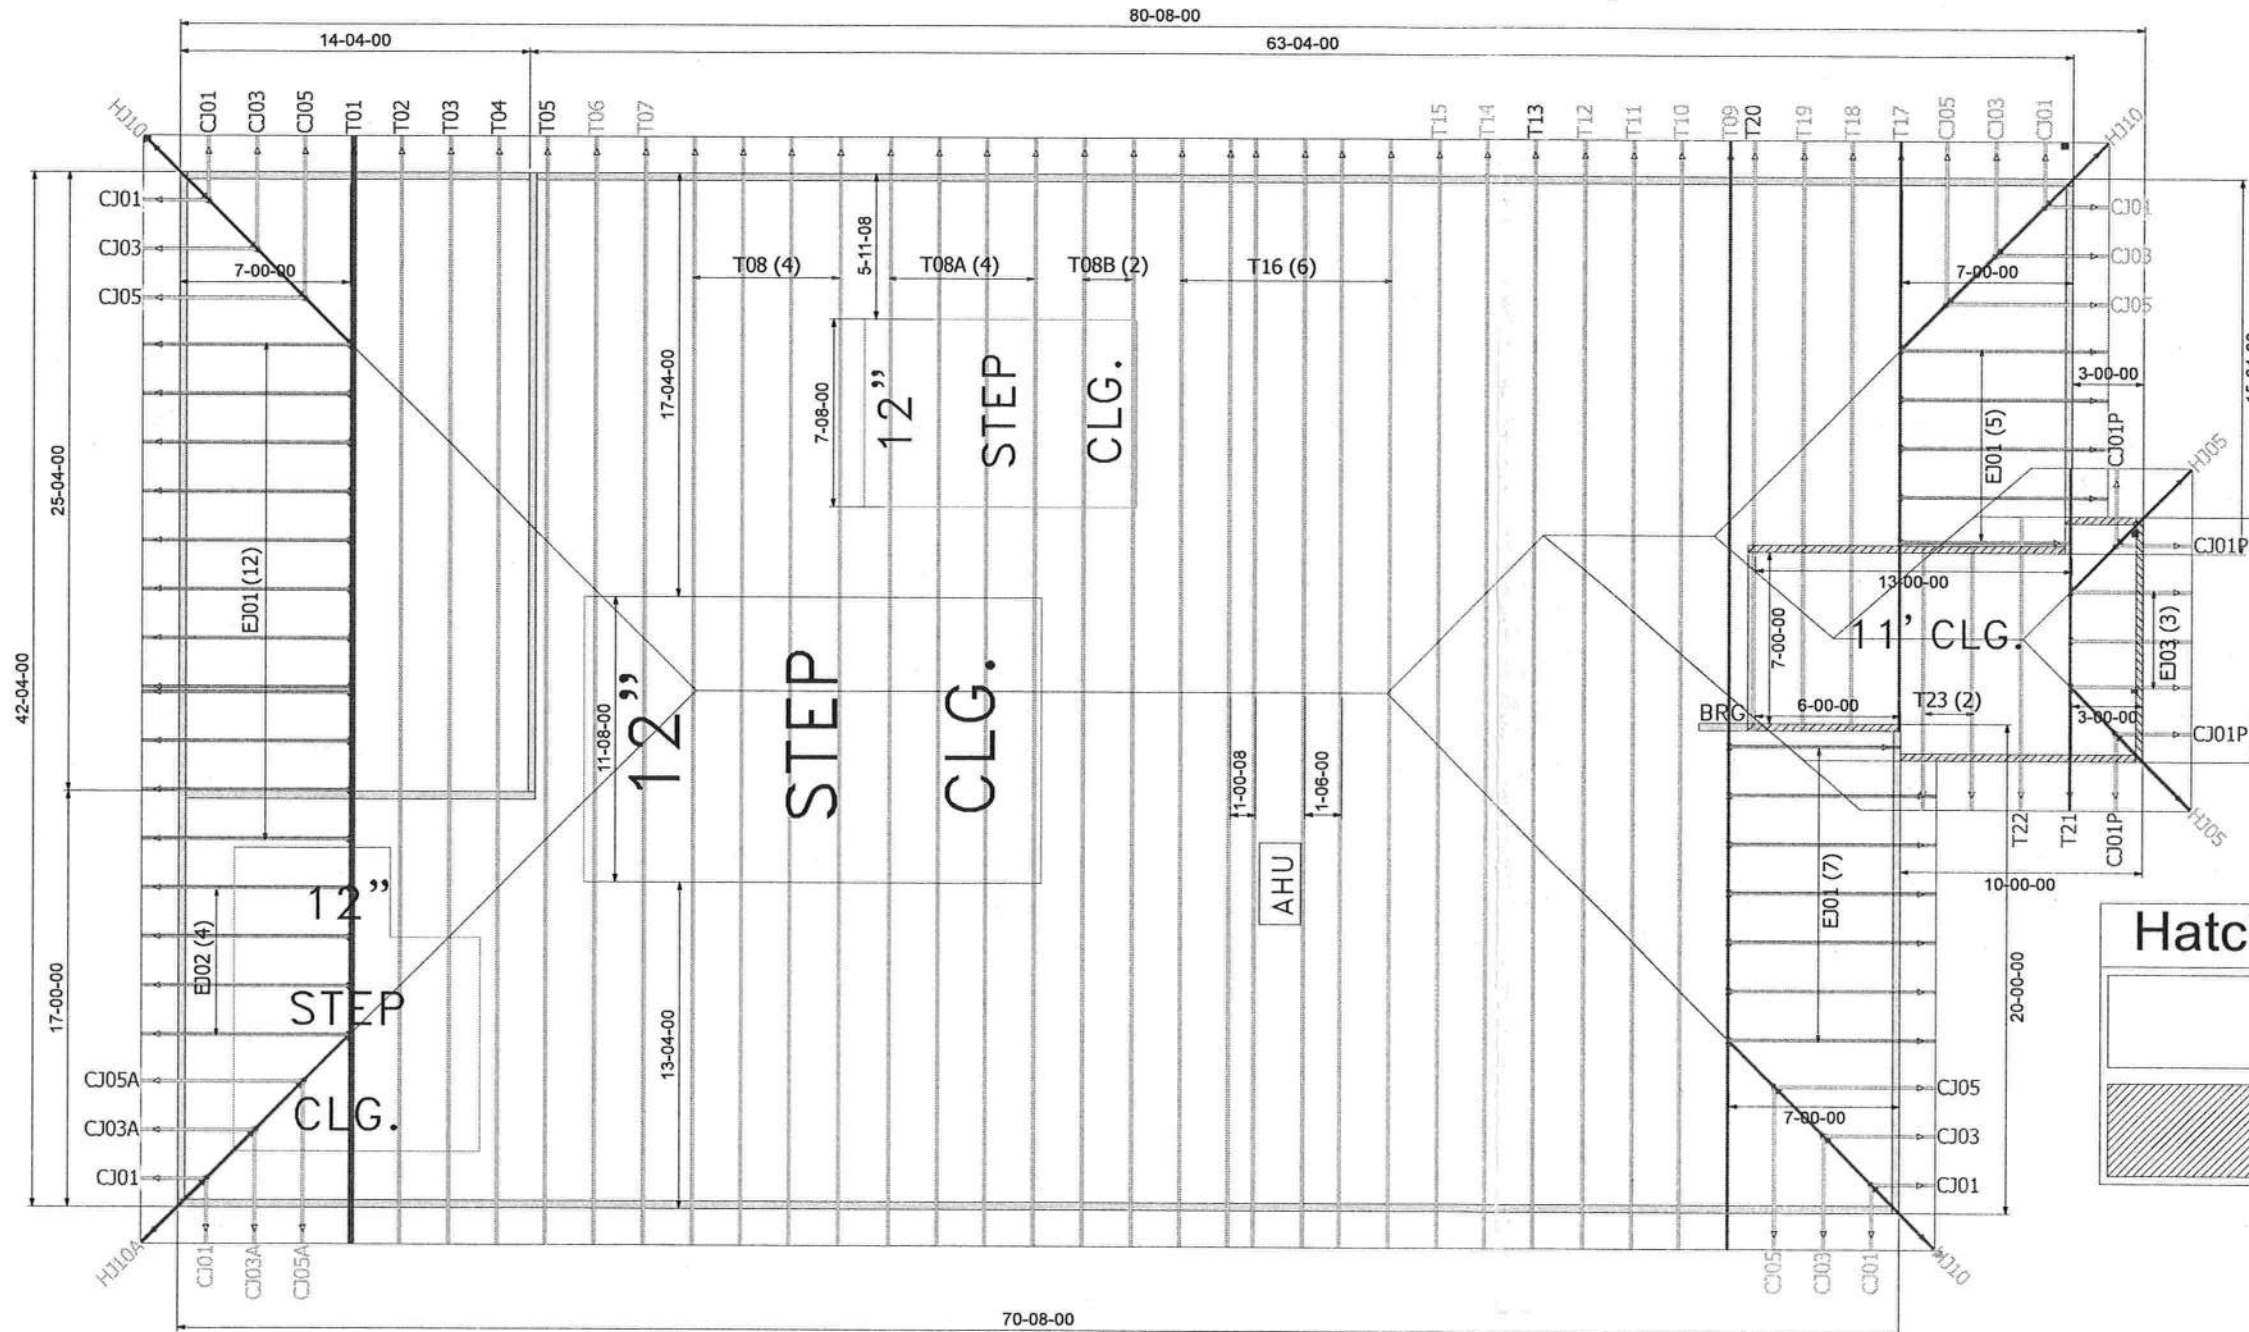 80-08-00
14-04-00
63-04-00
HJ10
CJ01
CJ03
CJ05
T01
T02
T03
T04
T05
T06
T07
T15
T14
T13
T12
T11
T10
T09
T20
T19
T18
T17
CJ05
CJ03
CJ01
HJ10
CJ01
CJ03
CJ05
7-00-00
T08 (4)
5-11-08
T08A (4)
T08B (2)
T16 (6)
CJ01
CJ03
CJ05
7-00-00
3-00-00
17-04-00
7-08-00
12"
STEP
CLG.
25-04-00
42-04-00
EJ01 (12)
EJ01 (5)
CJ01P
HJ05
CJ01P
13-00-00
7-00-00
11' CLG.
EJ03 (3)
11-08-00
12"
STEP
CLG.
BRG
6-00-00
T23 (2)
3-00-00
CJ01P
1-00-08
1-06-00
AHU
T22
T21
CJ01P
HJ05
10-00-00
EJ01 (7)
20-00-00
Hatc
17-00-00
EJ02 (4)
12"
STEP
CLG.
13-04-00
CJ05A
CJ03A
CJ01
HJ10A
CJ01
CJ03A
CJ05A
CJ05
7-00-00
CJ03
CJ01
CJ05
CJ03
CJ01
HJ10
70-08-00